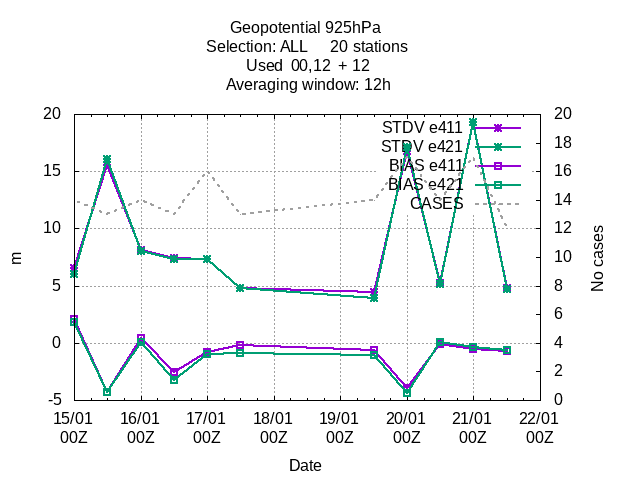 Geopotential 925hPa
Selection: ALL     20 stations
Used  00,12  + 12
Averaging window: 12h
20 20
STDV e411
18
STDV e421
15 16
BIAS e411
BIAS e421
14
CASES
12
10 10
5 8
6
0 4
2
-5 0
15/01 16/01 17/01 18/01 19/01 20/01 21/01 22/01
00Z 00Z 00Z 00Z 00Z 00Z 00Z 00Z
m
No cases
Date